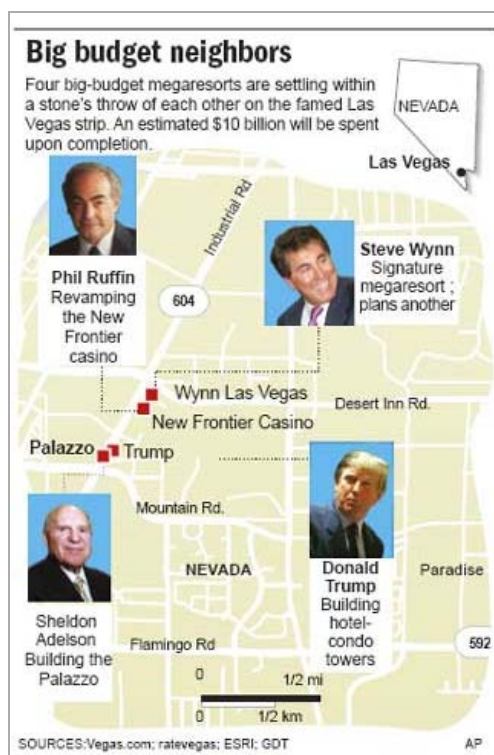 Big budget neighbors
Four big-budget megaresorts are settling within
a stone's throw of each other on the famed Las
Vegas strip. An estimated $10 billion will be spent
upon completion.
NEVADA
Las Vegas
Industrial Rd
Phil Ruffin
Revamping
the New
Frontier
casino
604
Steve Wynn
Signature
megaresort ;
plans another
Wynn Las Vegas
Desert Inn Rd.
New Frontier Casino
Palazzo
Trump
Mountain Rd.
NEVADA
Donald
Trump
Building
hotel-
condo
towers
Paradise
Sheldon
Adelson
Building the
Palazzo
Flamingo Rd
592
0 1/2 mi
0 1/2 km
SOURCES:Vegas.com; ratevegas; ESRI; GDT
AP